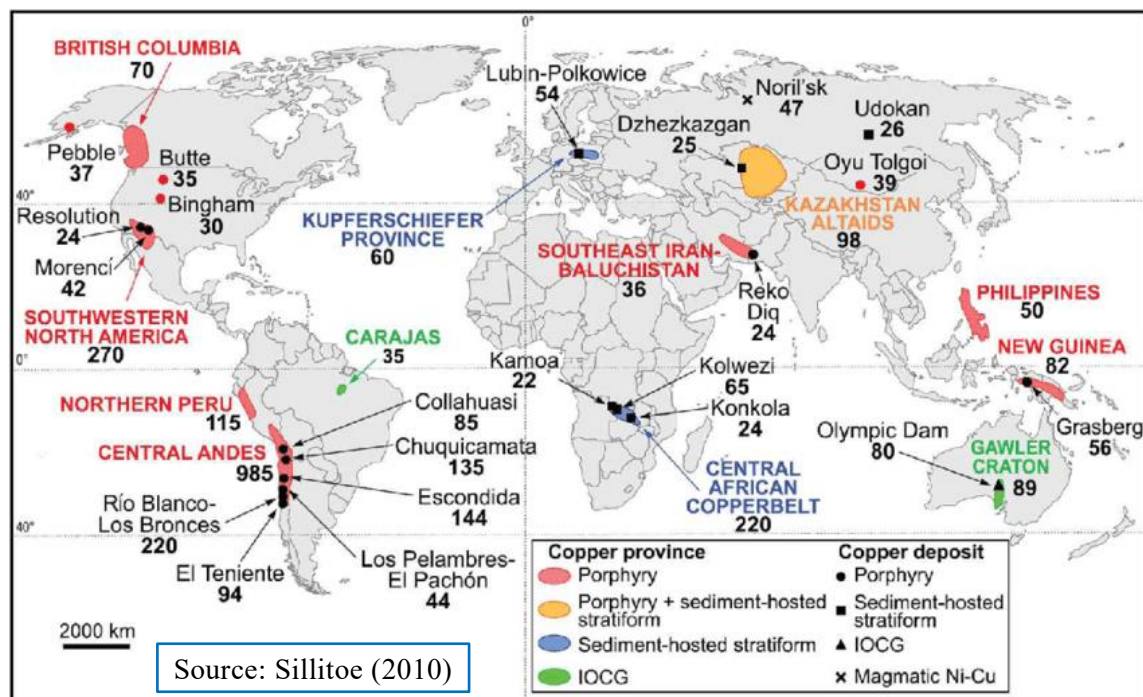 0°
BRITISH COLUMBIA
70
Pebble
37
Butte
35
Bingham
30
40°
Resolution
24
Morencí
42
SOUTHWESTERN
NORTH AMERICA
270
Lubin-Polkowice
54
Noril'sk
47
Udokan
26
Dzhezkazgan
25
Oyu Tolgoi
39
KAZAKHSTAN
ALTAIDS
98
KUPFERSCHIEFER
PROVINCE
60
SOUTHEAST IRAN-
BALUCHISTAN
36
Reko
Diq
24
PHILIPPINES
50
NEW GUINEA
82
Grasberg
56
CARAJAS
35
0°
NORTHERN PERU
115
Collahuasi
85
CENTRAL ANDES
985
Chuquicamata
135
Escondida
144
Río Blanco-
Los Bronces
220
El Teniente
94
Los Pelambres-
El Pachón
44
Kamoa
22
Kolwezi
65
Konkola
24
CENTRAL
AFRICAN
COPPERBELT
220
Olympic Dam
80
GAWLER
CRATON
89
40°
2000 km
Source: Sillitoe (2010)
Copper province
Porphyry
Porphyry + sediment-hosted
stratiform
Sediment-hosted stratiform
IOCG
Copper deposit
Porphyry
Sediment-hosted
stratiform
IOCG
Magmatic Ni-Cu